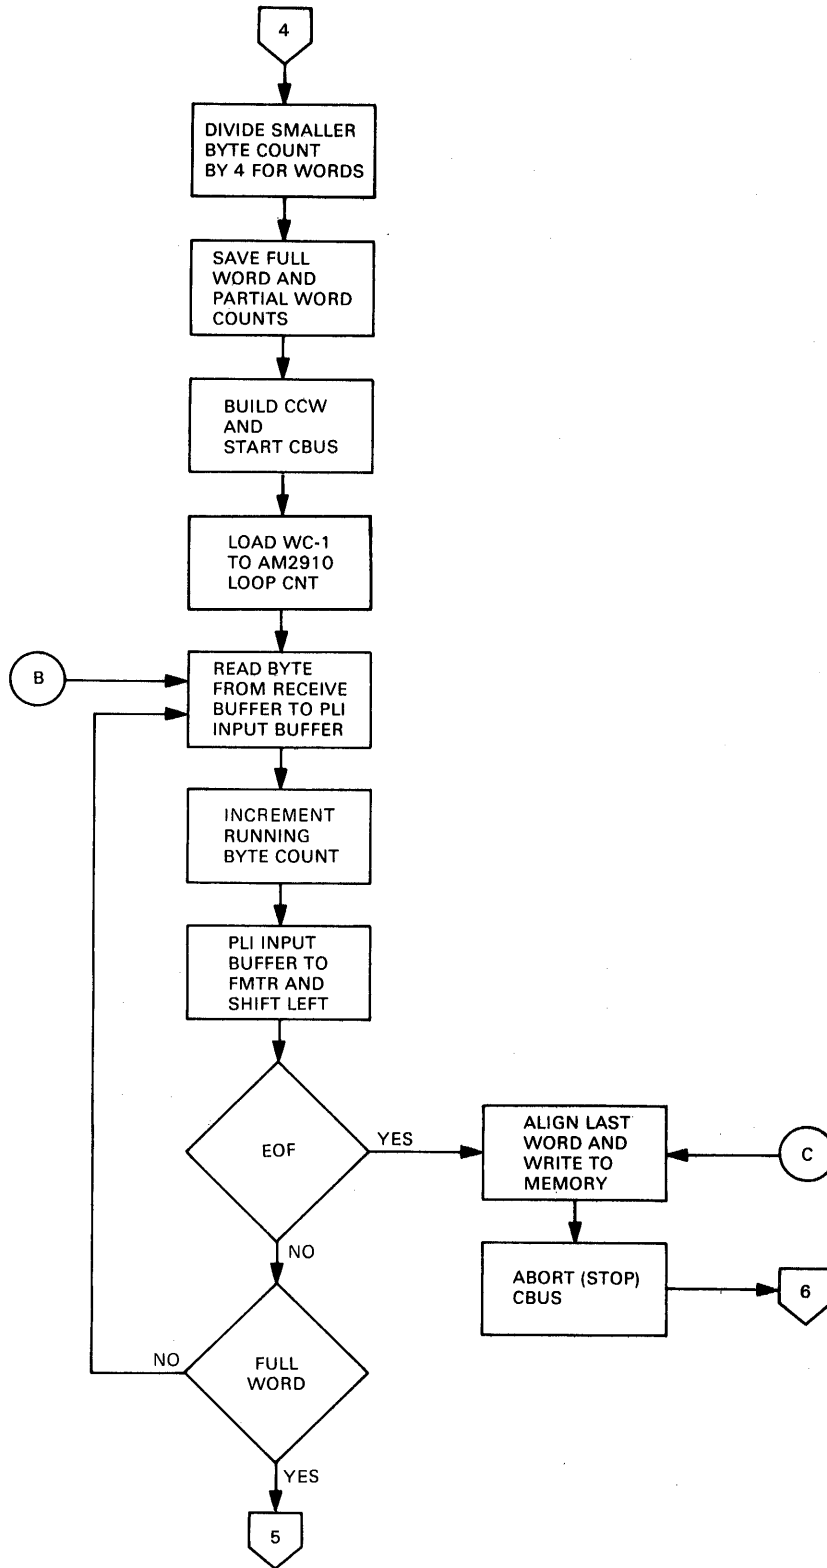 4
DIVIDE SMALLER
BYTE COUNT
BY 4 FOR WORDS
SAVE FULL
WORD AND
PARTIAL WORD
COUNTS
BUILD CCW
AND
START CBUS
LOAD WC-1
TO AM2910
LOOP CNT
B
READ BYTE
FROM RECEIVE
BUFFER TO PLI
INPUT BUFFER
INCREMENT
RUNNING
BYTE COUNT
PLI INPUT
BUFFER TO
FMTR AND
SHIFT LEFT
EOF
YES
ALIGN LAST
WORD AND
WRITE TO
MEMORY
C
NO
ABORT (STOP)
CBUS
6
FULL
WORD
NO
YES
5